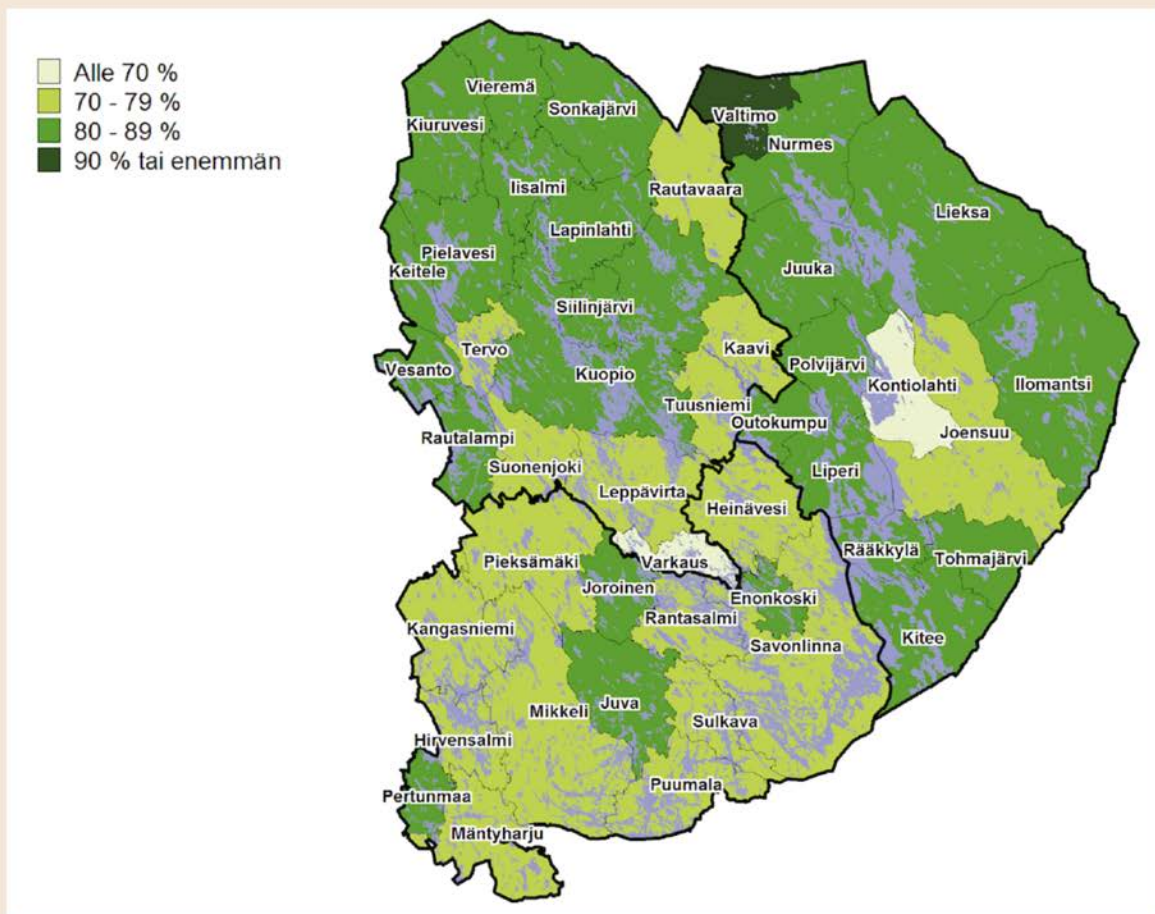 Alle 70 %
70 - 79 %
80 - 89 %
90 % tai enemmän
Vieremä
Sonkajärvi
Kiuruvesi
Valtimo
Nurmes
Iisalmi
Rautavaara
Lieksa
Lapinlahti
Pielavesi
Keitele
Juuka
Siilinjärvi
Tervo
Kaavi
Vesanto
Kuopio
Polvijärvi
Kontiolahti
Ilomantsi
Tuusniemi
Outokumpu
Joensuu
Rautalampi
Suonenjoki
Liperi
Leppävirta
Heinävesi
Rääkkylä
Tohmajärvi
Pieksämäki
Varkaus
Joroinen
Enonkoski
Rantasalmi
Kangasniemi
Savonlinna
Kitee
Juva
Mikkeli
Sulkava
Hirvensalmi
Puumala
Pertunmaa
Mäntyharju